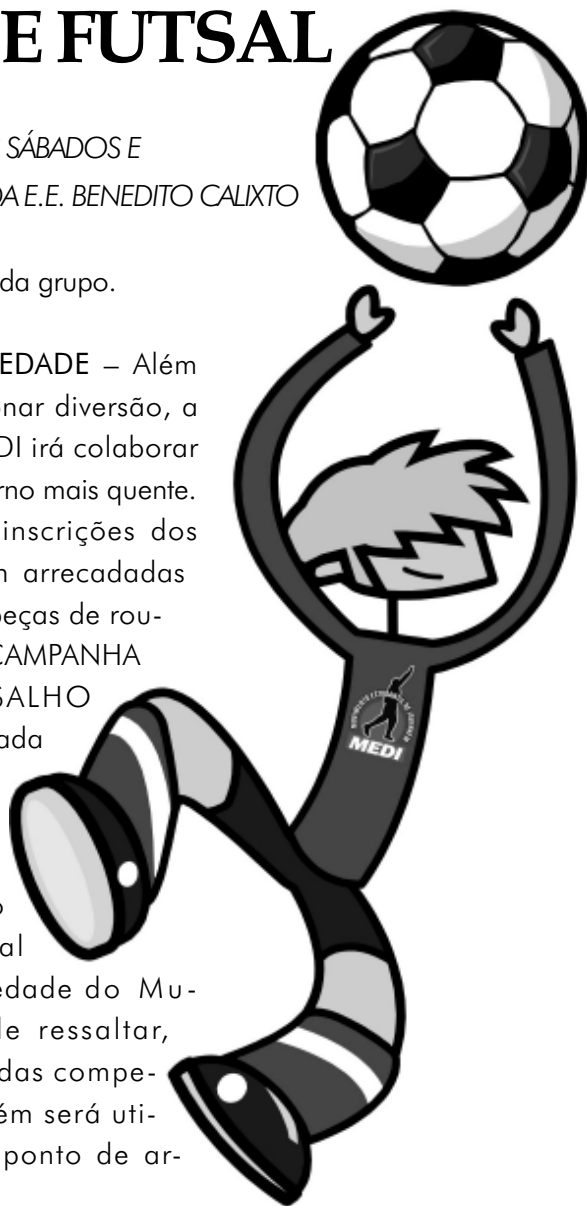 E FUTSAL
SÁBADOS E
DA E.E. BENEDITO CALIXTO
da grupo.
EDADE – Além
onar diversão, a
DI irá colaborar
rno mais quente.
inscrições dos
arrecadadas
peças de rou-
CAMPANHA
SALHO
ada
o
al
edade do Mu-
de ressaltar,
das compe-
ém será uti-
ponto de ar-
MEDI